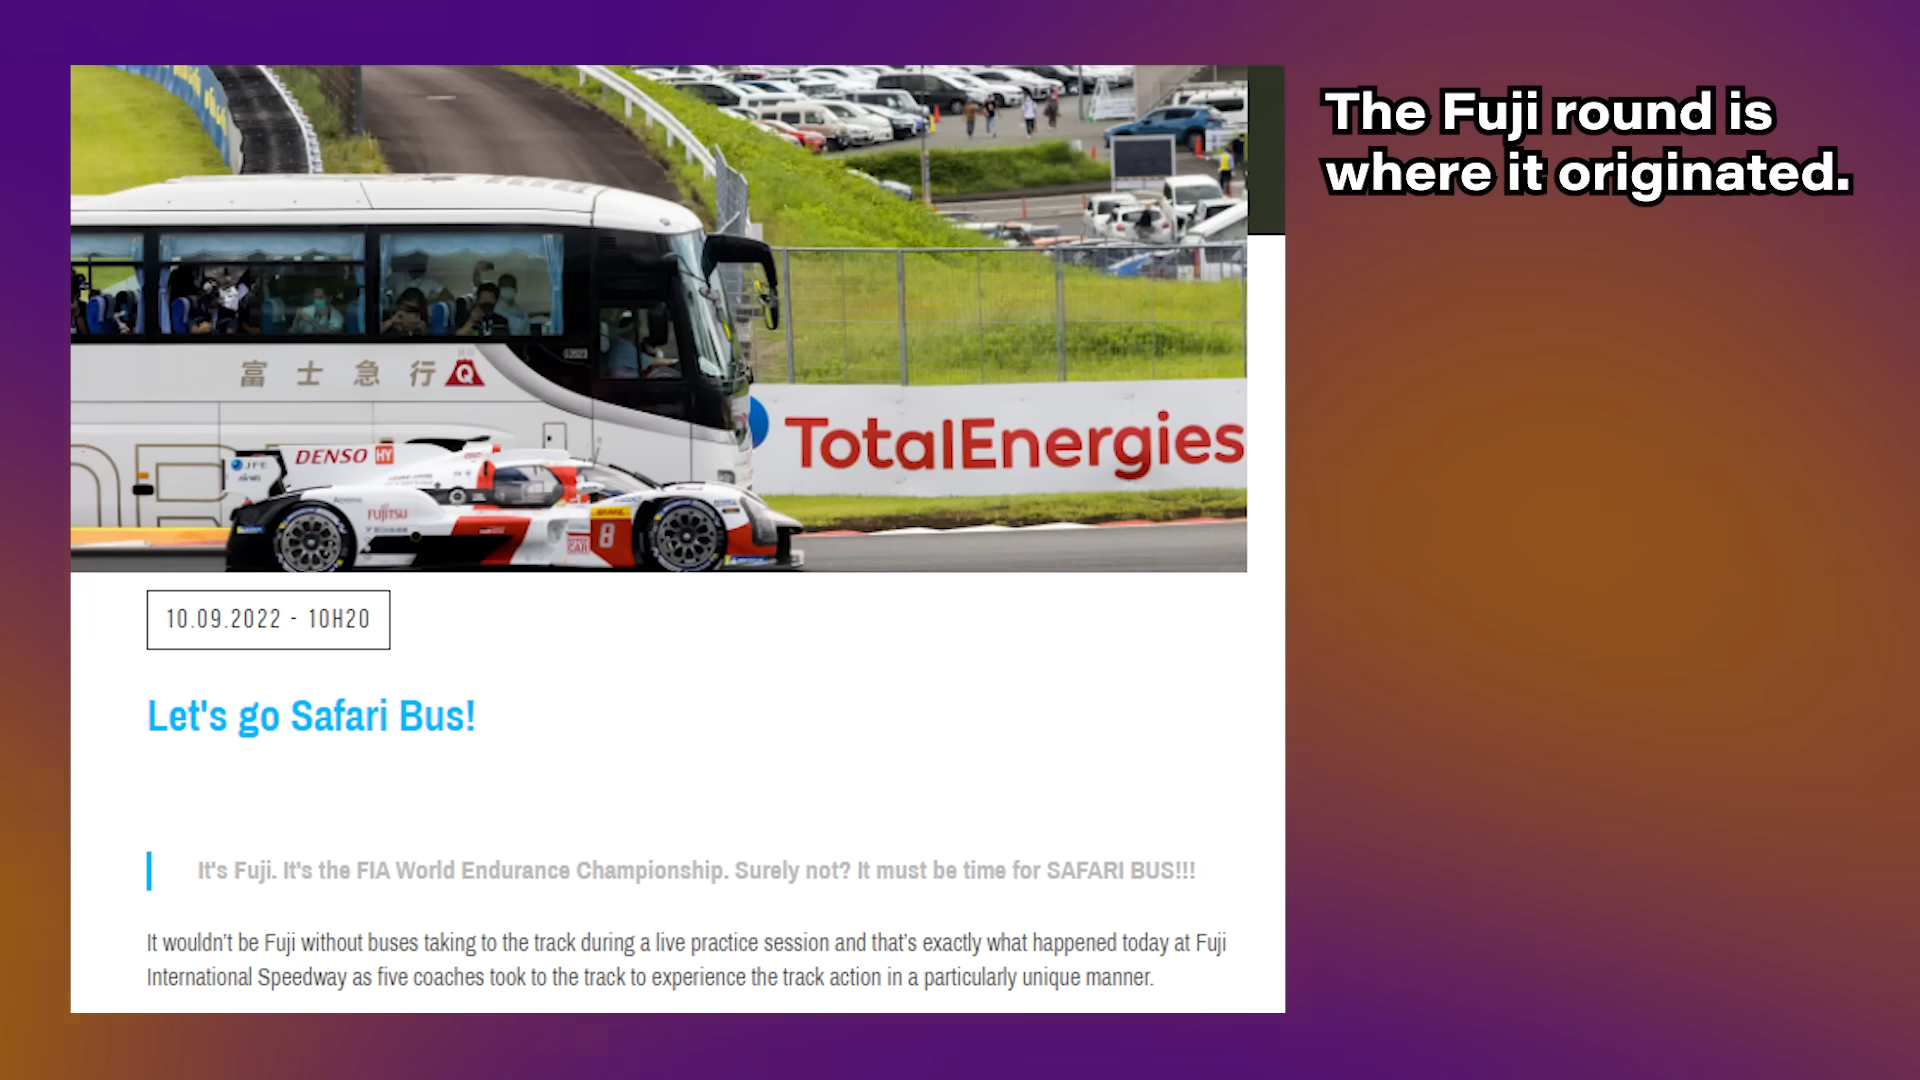 The Fuji round is
where it originated.
富士急行
Q
TotalEnergies
JFE
DENSO HY
FUJITSU
8
10.09.2022 - 10H20
Let's go Safari Bus!
It's Fuji. It's the FIA World Endurance Championship. Surely not? It must be time for SAFARI BUS!!!
It wouldn't be Fuji without buses taking to the track during a live practice session and that's exactly what happened today at Fuji
International Speedway as five coaches took to the track to experience the track action in a particularly unique manner.